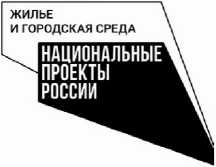 ЖИЛЬЕ
И ГОРОДСКАЯ СРЕДА
НАЦИОНАЛЬНЫЕ
ПРОЕКТЫ
РОССИИ